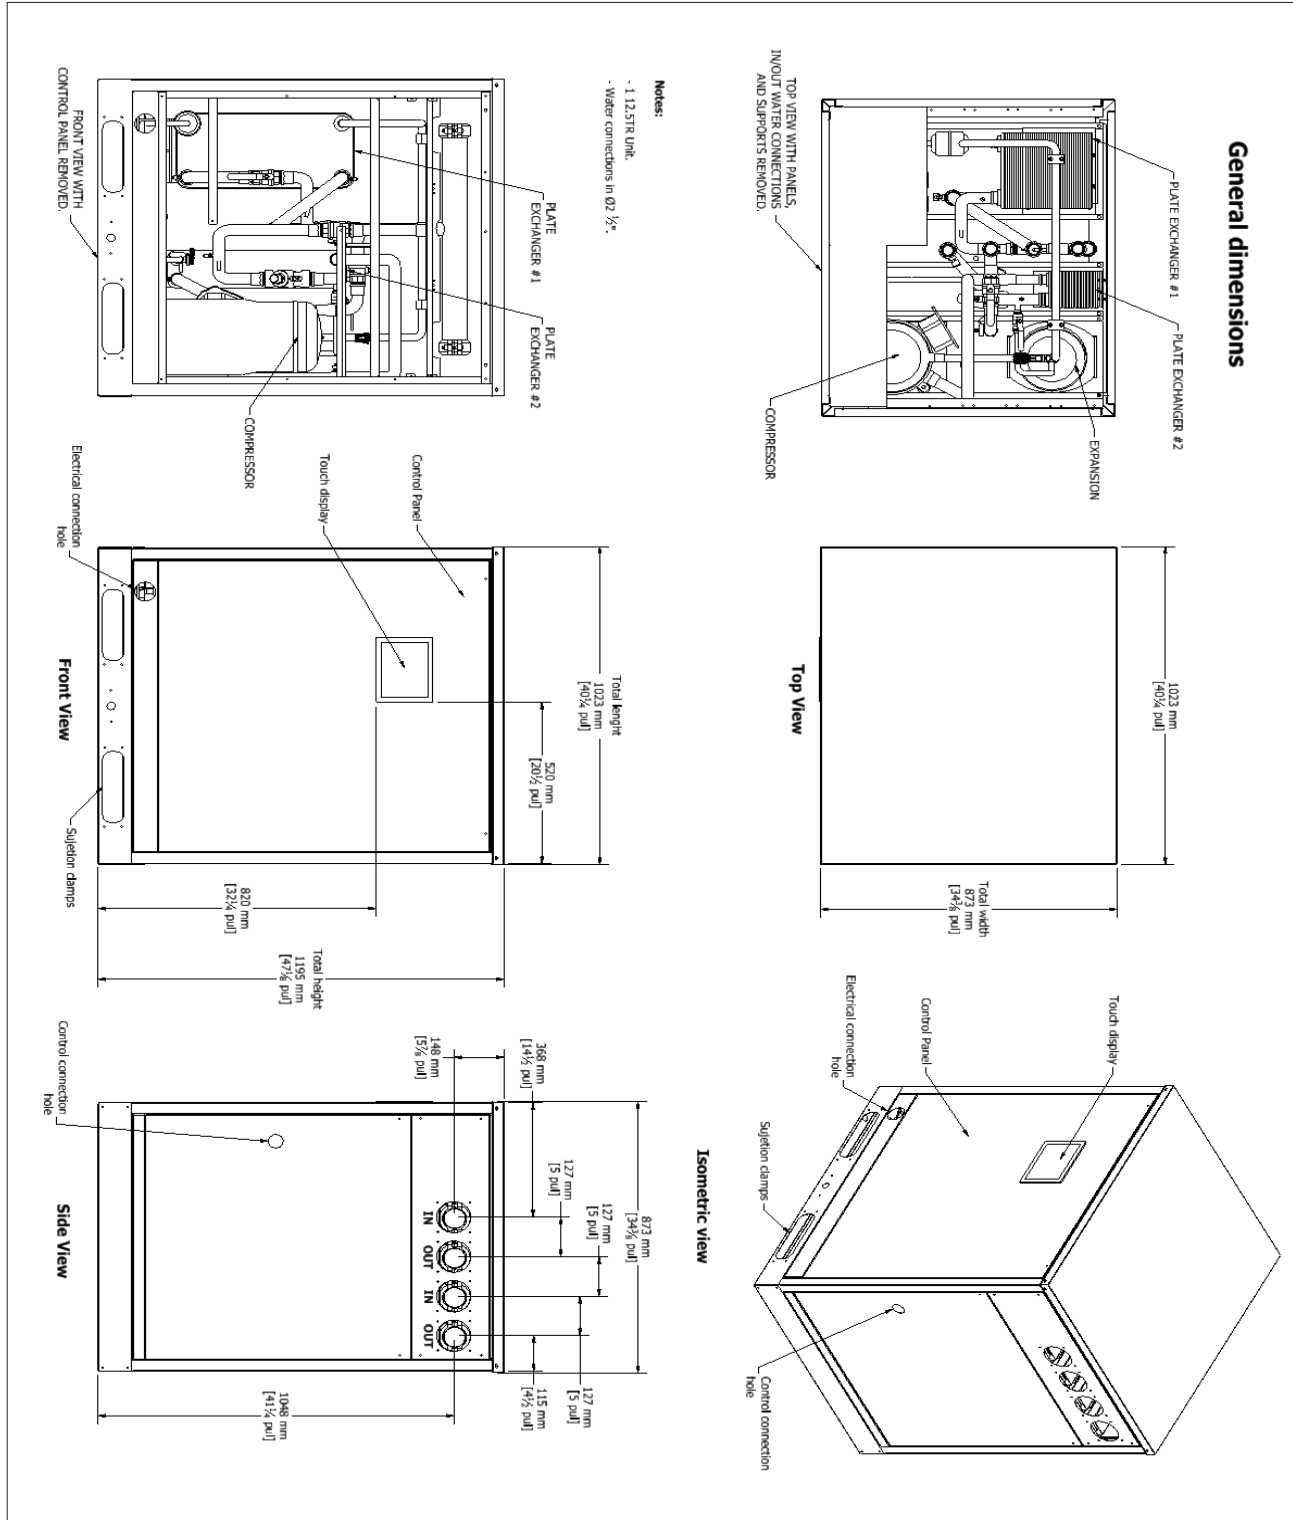 General dimensions
PLATE EXCHANGER #1
PLATE EXCHANGER #2
EXPANSION
COMPRESSOR
TOP VIEW WITH PANELS,
IN/OUT WATER CONNECTIONS
AND SUPPORTS REMOVED.
1023 mm
[40¼ pul]
Total width
873 mm
[34⅜ pul]
Top View
Touch display
Control Panel
Electrical connection
hole
Sujetion clamps
Control connection
hole
Isometric view
Notes:
- 1 12.5TR Unit.
- Water connections in Ø2 ½".
PLATE
EXCHANGER #1
PLATE
EXCHANGER #2
COMPRESSOR
FRONT VIEW WITH
CONTROL PANEL REMOVED.
Total lenght
1023 mm
[40¼ pul]
520 mm
[20½ pul]
Control Panel
Touch display
Electrical connection
hole
Sujetion clamps
820 mm
[32¼ pul]
Total height
1195 mm
[47⅛ pul]
Front View
873 mm
[34⅜ pul]
127 mm
[5 pul]
127 mm
[5 pul]
127 mm
[5 pul]
115 mm
[4½ pul]
368 mm
[14½ pul]
148 mm
[5⅞ pul]
IN
OUT
IN
OUT
1048 mm
[41¼ pul]
Control connection
hole
Side View